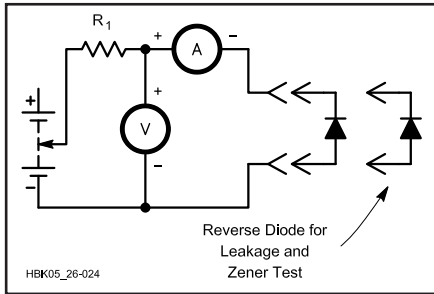 R1
+ A -
+
+ V
-
-
Reverse Diode for
Leakage and
Zener Test
HBK05_26-024